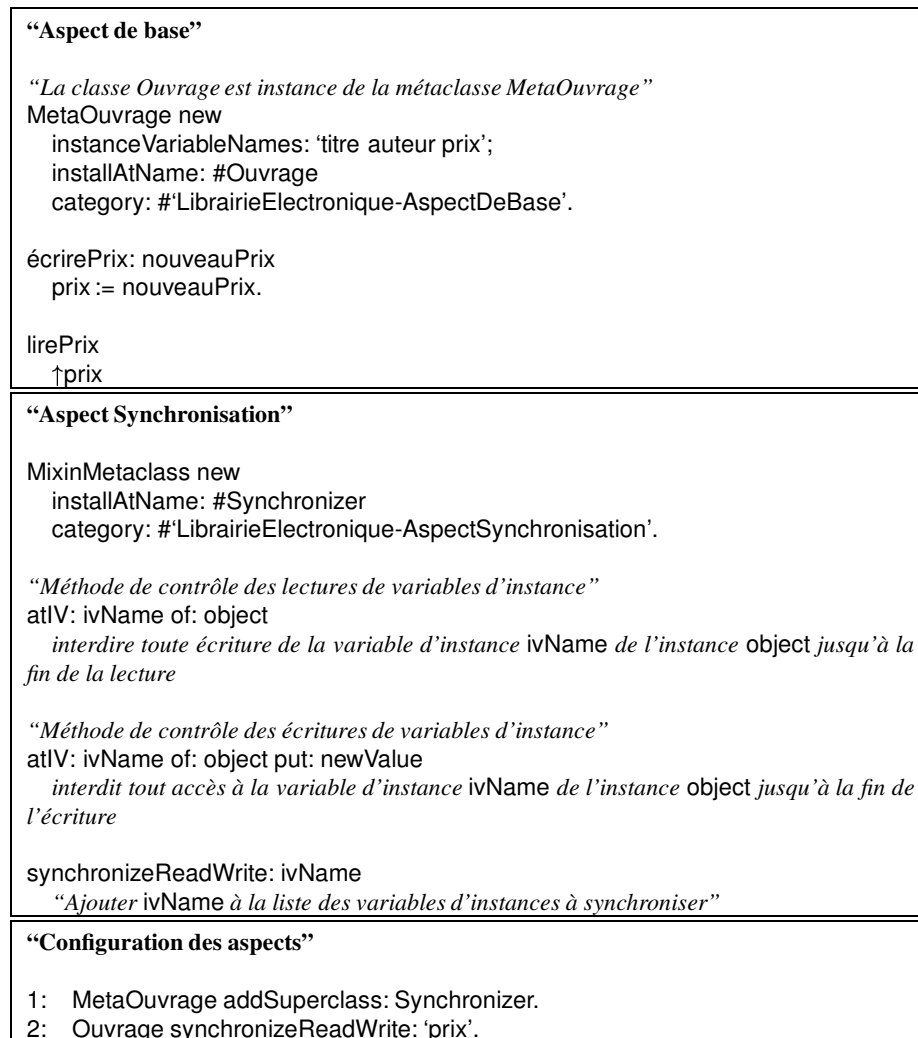 “Aspect de base”
“La classe Ouvrage est instance de la métaclasse MetaOuvrage”
MetaOuvrage new
instanceVariableNames: ‘titre auteur prix’;
installAtName: #Ouvrage
category: #‘LibrairieElectronique-AspectDeBase’.
écrirePrix: nouveauPrix
prix := nouveauPrix.
lirePrix
↑prix
“Aspect Synchronisation”
MixinMetaclass new
installAtName: #Synchronizer
category: #‘LibrairieElectronique-AspectSynchronisation’.
“Méthode de contrôle des lectures de variables d’instance”
atIV: ivName of: object
interdire toute écriture de la variable d’instance ivName de l’instance object jusqu’à la
fin de la lecture
“Méthode de contrôle des écritures de variables d’instance”
atIV: ivName of: object put: newValue
interdit tout accès à la variable d’instance ivName de l’instance object jusqu’à la fin de
l’écriture
synchronizeReadWrite: ivName
“Ajouter ivName à la liste des variables d’instances à synchroniser”
“Configuration des aspects”
1: MetaOuvrage addSuperclass: Synchronizer.
2: Ouvrage synchronizeReadWrite: ‘prix’.